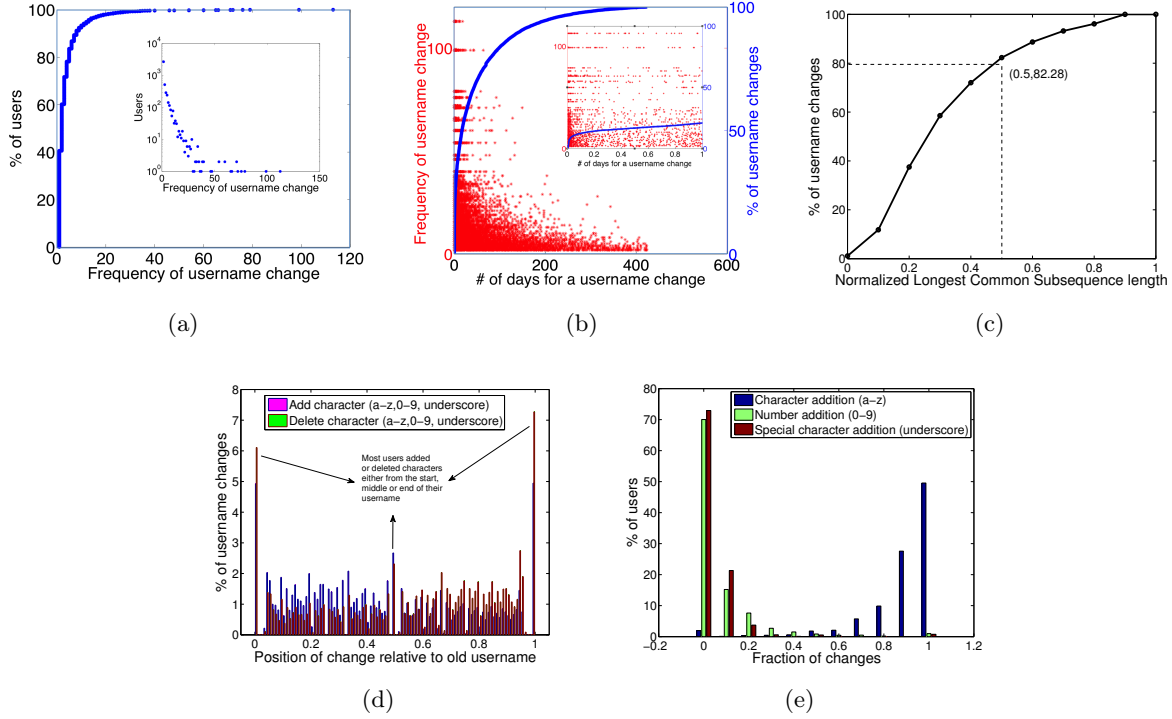 % of users
100
80
60
40
20
0
0 20 40 60 80 100 120
Frequency of username change
Users
10^4
10^3
10^2
10^1
10^0
0 50 100 150
Frequency of username change
(a)
Frequency of username change
100
0
0 200 400 600
# of days for a username change
100
50
0
% of username changes
100
0
0 0.2 0.4 0.6 0.8 1
# of days for a username change
100
50
0
(b)
% of username changes
100
80
60
40
20
0
0 0.2 0.4 0.6 0.8 1
Normalized Longest Common Subsequence length
(0.5,82.28)
(c)
% of username changes
8
7
6
5
4
3
2
1
0
0 0.2 0.4 0.6 0.8 1
Position of change relative to old username
Add character (a−z,0−9, underscore)
Delete character (a−z,0−9, underscore)
Most users added
or deleted characters
either from the start,
middle or end of their
username
(d)
% of users
80
70
60
50
40
30
20
10
0
−0.2 0 0.2 0.4 0.6 0.8 1 1.2
Fraction of changes
Character addition (a−z)
Number addition (0−9)
Special character addition (underscore)
(e)